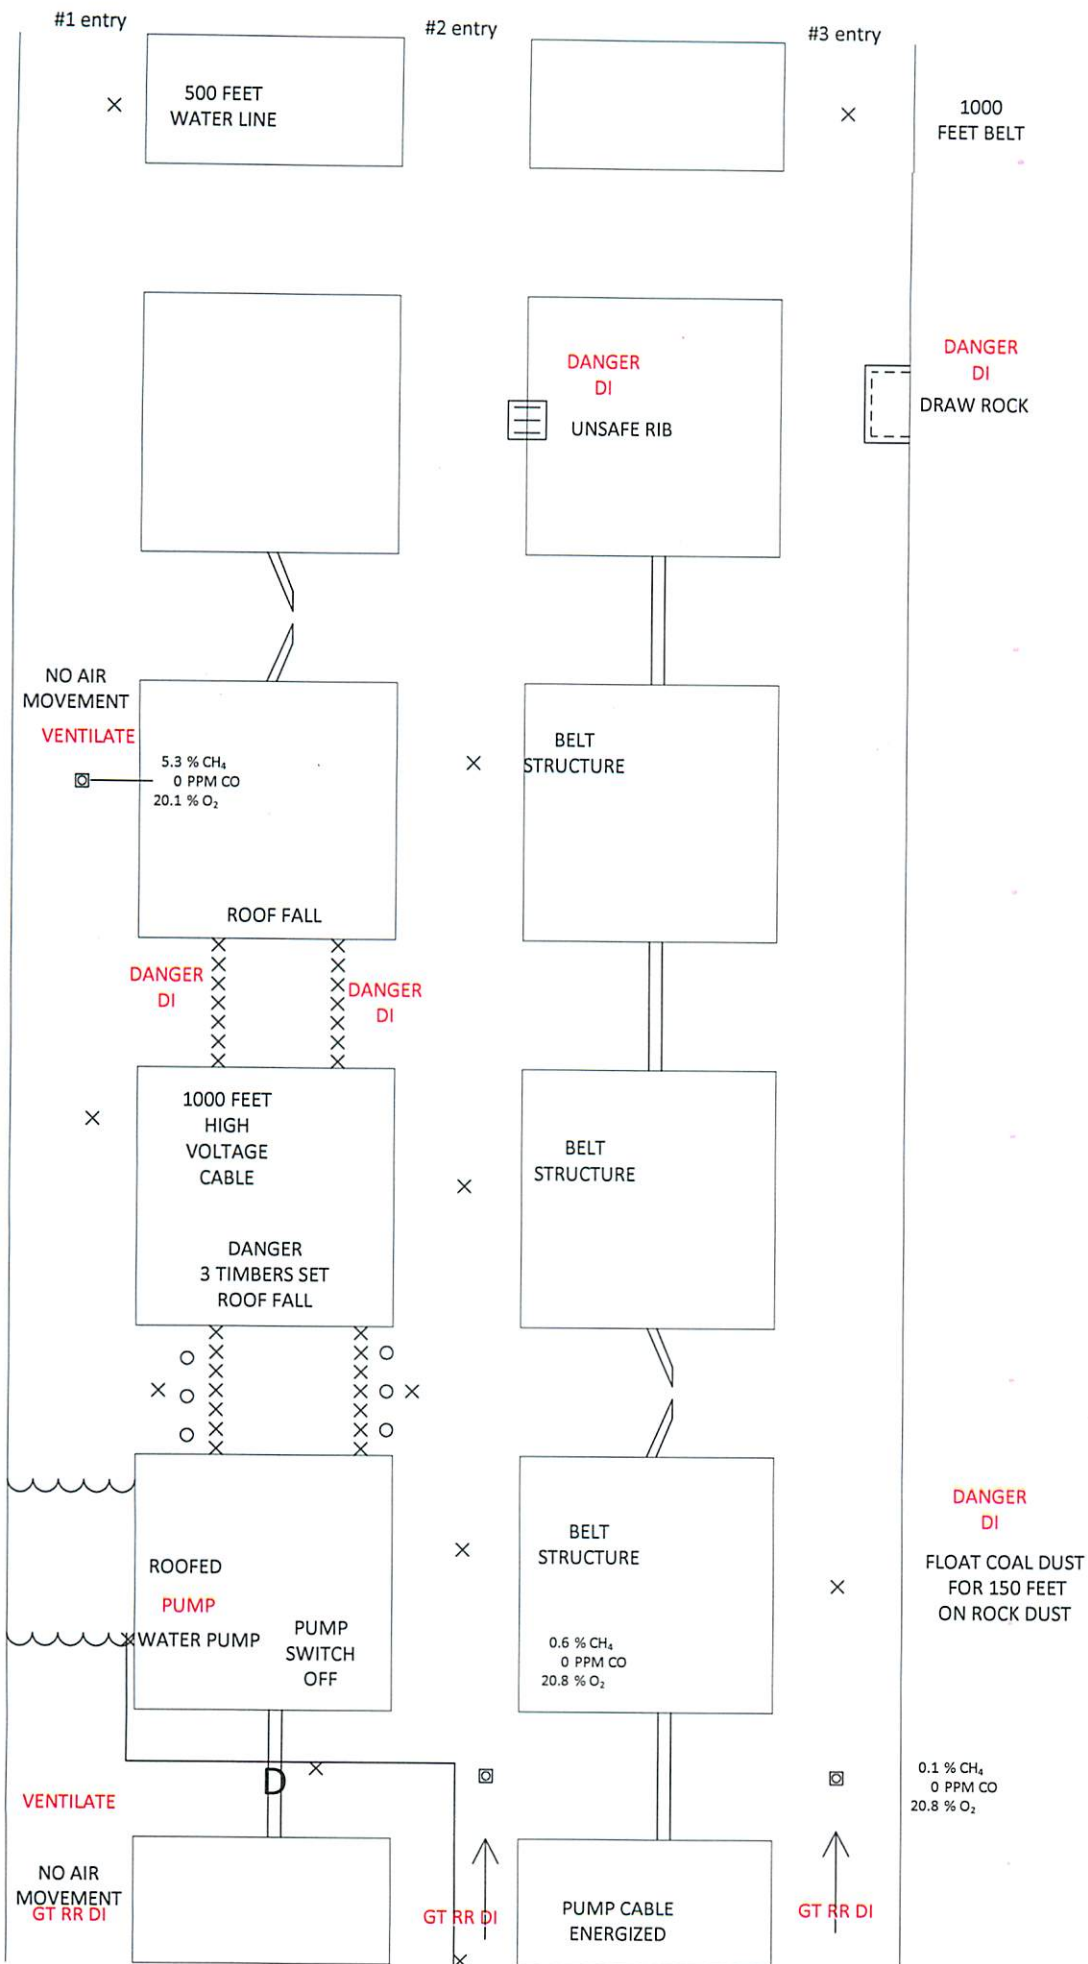 #1 entry
#2 entry
#3 entry
500 FEET
WATER LINE
1000
FEET BELT
DANGER
DI
UNSAFE RIB
DANGER
DI
DRAW ROCK
NO AIR
MOVEMENT
VENTILATE
5.3 % CH₄
0 PPM CO
20.1 % O₂
BELT
STRUCTURE
ROOF FALL
DANGER
DI
DANGER
DI
1000 FEET
HIGH
VOLTAGE
CABLE
BELT
STRUCTURE
DANGER
3 TIMBERS SET
ROOF FALL
ROOFED
PUMP
WATER PUMP
PUMP
SWITCH
OFF
BELT
STRUCTURE
0.6 % CH₄
0 PPM CO
20.8 % O₂
DANGER
DI
FLOAT COAL DUST
FOR 150 FEET
ON ROCK DUST
D
0.1 % CH₄
0 PPM CO
20.8 % O₂
VENTILATE
NO AIR
MOVEMENT
GT RR DI
GT RR DI
PUMP CABLE
ENERGIZED
GT RR DI